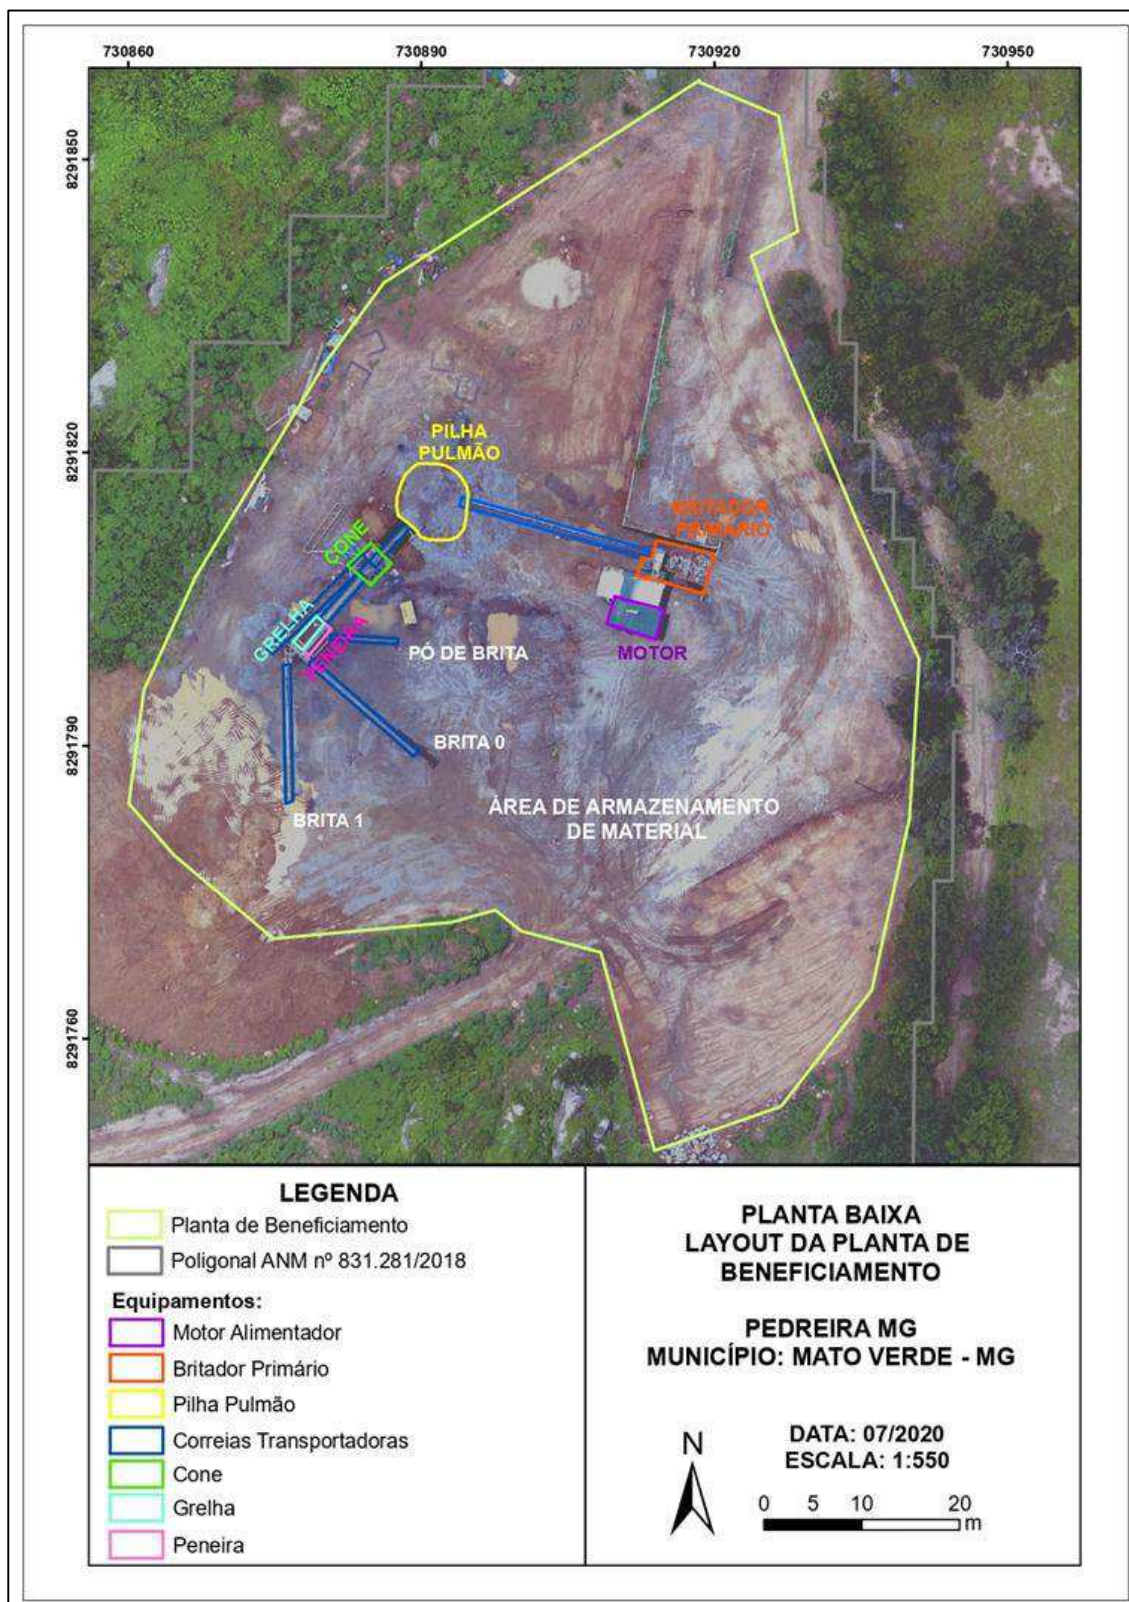 730860 730890 730920 730950
8291850
8291820
8291790
8291760
PILHA
PULMÃO
BRITADOR
PRIMÁRIO
CONE
GRELHA
PENEIRA
MOTOR
PÓ DE BRITA
BRITA 0
BRITA 1
ÁREA DE ARMAZENAMENTO
DE MATERIAL
LEGENDA
Planta de Beneficiamento
Poligonal ANM nº 831.281/2018
Equipamentos:
Motor Alimentador
Britador Primário
Pilha Pulmão
Correias Transportadoras
Cone
Grelha
Peneira
PLANTA BAIXA
LAYOUT DA PLANTA DE
BENEFICIAMENTO
PEDREIRA MG
MUNICÍPIO: MATO VERDE - MG
N
DATA: 07/2020
ESCALA: 1:550
0 5 10 20
m